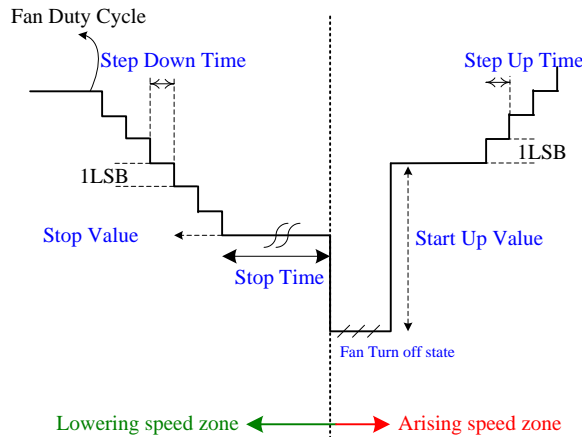 Fan Duty Cycle
Step Down Time
Step Up Time
1LSB
1LSB
Stop Value
Start Up Value
Stop Time
Fan Turn off state
Lowering speed zone
Arising speed zone